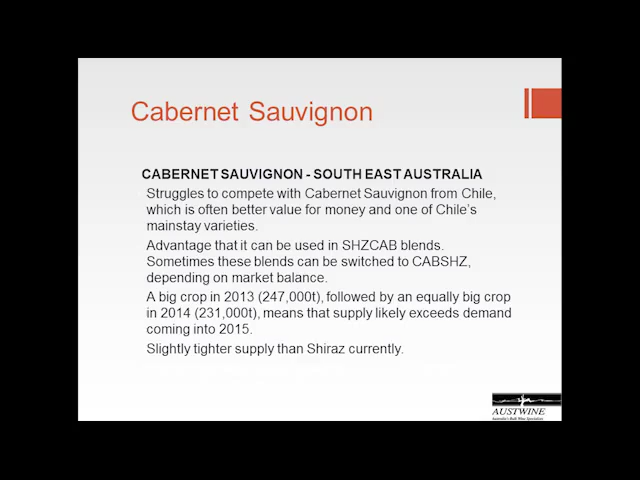 Cabernet Sauvignon
CABERNET SAUVIGNON - SOUTH EAST AUSTRALIA
Struggles to compete with Cabernet Sauvignon from Chile,
which is often better value for money and one of Chile's
mainstay varieties.
Advantage that it can be used in SHZCAB blends.
Sometimes these blends can be switched to CABSHZ,
depending on market balance.
A big crop in 2013 (247,000t), followed by an equally big crop
in 2014 (231,000t), means that supply likely exceeds demand
coming into 2015.
Slightly tighter supply than Shiraz currently.
AUSTWINE
Australia's Bulk Wine Specialists